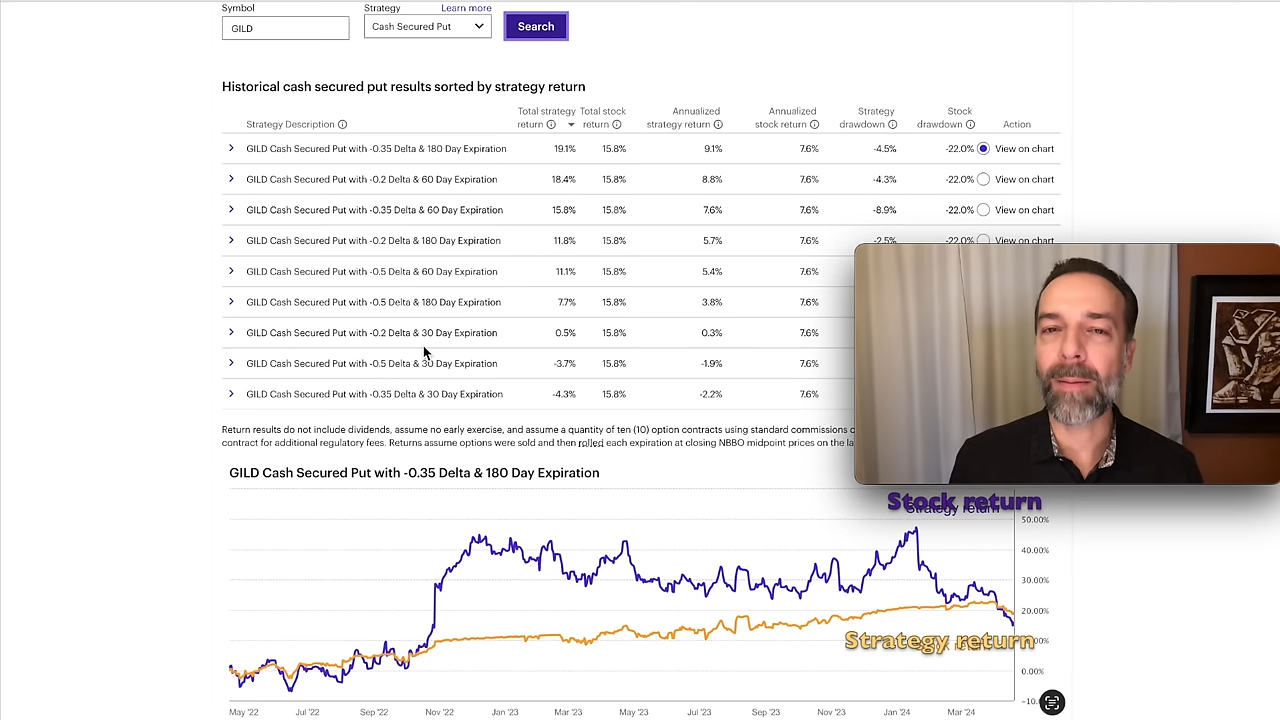 Symbol Strategy Learn more
GILD Cash Secured Put Search
Historical cash secured put results sorted by strategy return
Strategy Description Total strategy return Total stock return Annualized strategy return Annualized stock return Strategy drawdown Stock drawdown Action
GILD Cash Secured Put with -0.35 Delta & 180 Day Expiration 19.1% 15.8% 9.1% 7.6% -4.5% -22.0% View on chart
GILD Cash Secured Put with -0.2 Delta & 60 Day Expiration 18.4% 15.8% 8.8% 7.6% -4.3% -22.0% View on chart
GILD Cash Secured Put with -0.35 Delta & 60 Day Expiration 15.8% 15.8% 7.6% 7.6% -8.9% -22.0% View on chart
GILD Cash Secured Put with -0.2 Delta & 180 Day Expiration 11.8% 15.8% 5.7% 7.6% -2.5% -22.0% View on chart
GILD Cash Secured Put with -0.5 Delta & 60 Day Expiration 11.1% 15.8% 5.4% 7.6%
GILD Cash Secured Put with -0.5 Delta & 180 Day Expiration 7.7% 15.8% 3.8% 7.6%
GILD Cash Secured Put with -0.2 Delta & 30 Day Expiration 0.5% 15.8% 0.3% 7.6%
GILD Cash Secured Put with -0.5 Delta & 30 Day Expiration -3.7% 15.8% -1.9% 7.6%
GILD Cash Secured Put with -0.35 Delta & 30 Day Expiration -4.3% 15.8% -2.2% 7.6%
Return results do not include dividends, assume no early exercise, and assume a quantity of ten (10) option contracts using standard commissions
contract for additional regulatory fees. Returns assume options were sold and then rolled each expiration at closing NBBO midpoint prices on the
GILD Cash Secured Put with -0.35 Delta & 180 Day Expiration
Stock return
Strategy return
50.00%
40.00%
30.00%
20.00%
Strategy return
0.00%
May '22 Jul '22 Sep '22 Nov '22 Jan '23 Mar '23 May '23 Jul '23 Sep '23 Nov '23 Jan '24 Mar '24